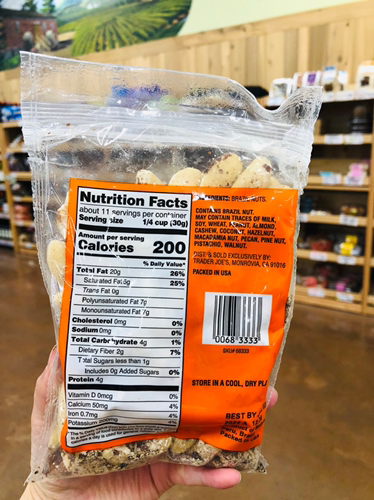 Nutrition Facts
about 11 servings per container
Serving size 1/4 cup (30g)
Amount per serving
Calories 200
% Daily Value*
Total Fat 20g 26%
Saturated Fat 5g 25%
Trans Fat 0g
Polyunsaturated Fat 7g
Monounsaturated Fat 7g
Cholesterol 0mg 0%
Sodium 0mg 0%
Total Carbohydrate 4g 1%
Dietary Fiber 2g 7%
Total Sugars less than 1g
Includes 0g Added Sugars 0%
Protein 4g
Vitamin D 0mcg 0%
Calcium 50mg 4%
Iron 0.7mg 4%
Potassium 4%
INGREDIENTS: BRAZIL NUTS.
CONTAINS BRAZIL NUT.
MAY CONTAIN TRACES OF MILK,
SOY, WHEAT, PEANUT, ALMOND,
CASHEW, COCONUT, HAZELNUT,
MACADAMIA NUT, PECAN, PINE NUT,
PISTACHIO, WALNUT.
DIST. & SOLD EXCLUSIVELY BY:
TRADER JOE'S, MONROVIA, CA 91016
PACKED IN USA
0068 3333
SKU# 68333
STORE IN A COOL, DRY
BEST BY